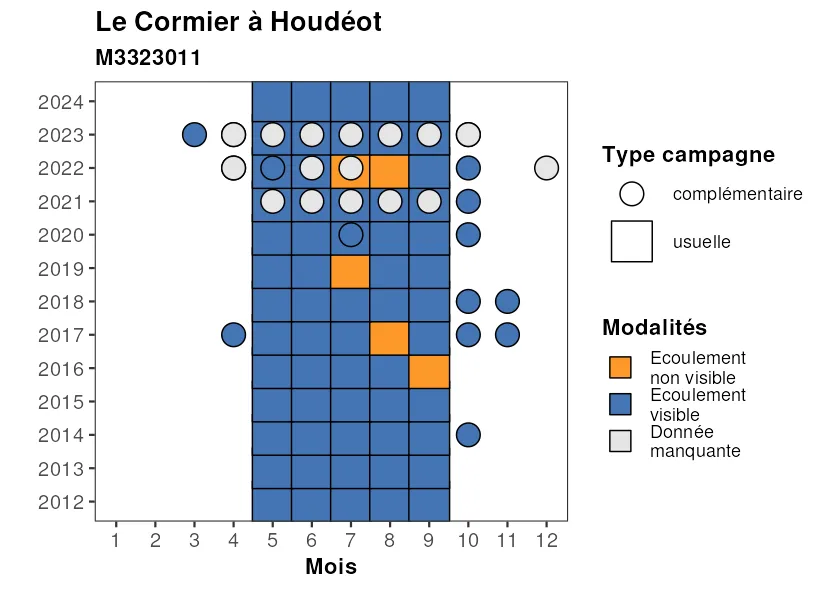 Le Cormier à Houdéot
M3323011
2024
2023
2022
2021
2020
2019
2018
2017
2016
2015
2014
2013
2012
1 2 3 4 5 6 7 8 9 10 11 12
Mois
Type campagne
complémentaire
usuelle
Modalités
Ecoulement
non visible
Ecoulement
visible
Donnée
manquante